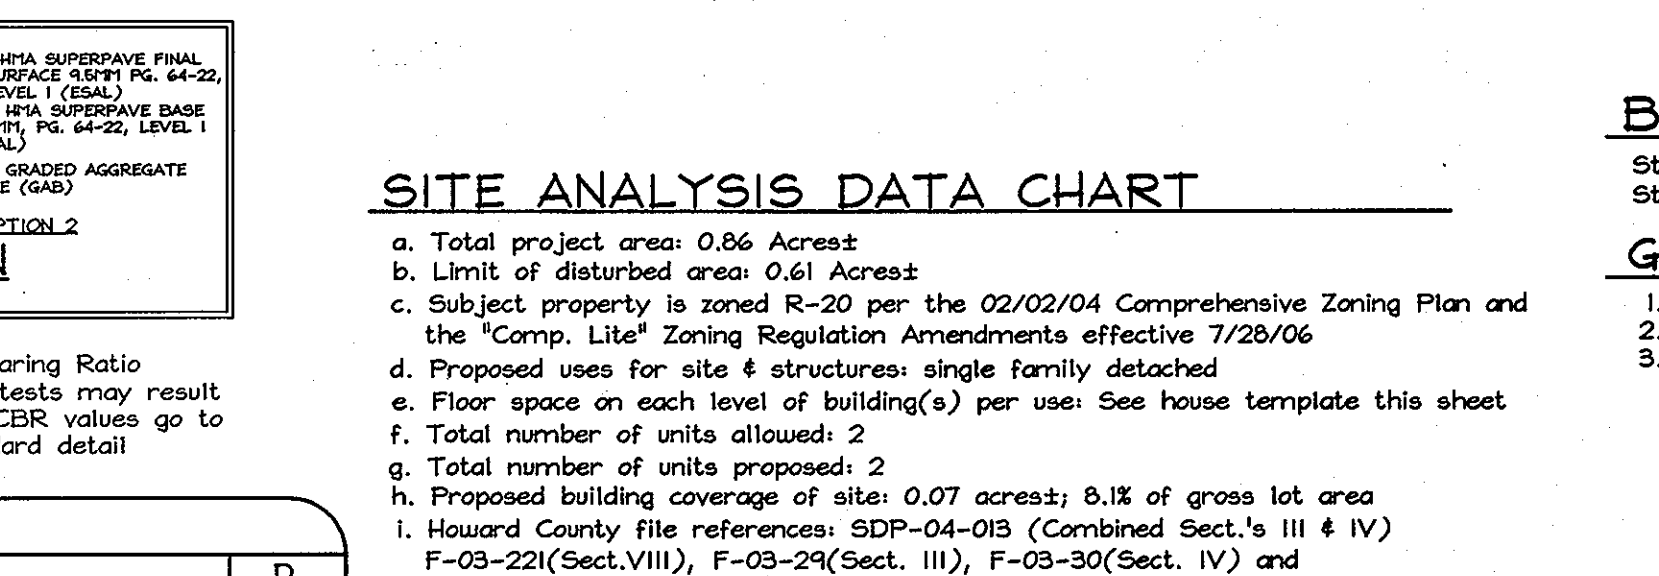 HMA SUPERPAVE FINAL
SURFACE 9.5MM PG. 64-22,
LEVEL 1 (ESAL)
HMA SUPERPAVE BASE
MM, PG. 64-22, LEVEL 1
GRADED AGGREGATE
(GAB)
OPTION 2
SITE ANALYSIS DATA CHART
a. Total project area: 0.86 Acres±
b. Limit of disturbed area: 0.61 Acres±
c. Subject property is zoned R-20 per the 02/02/04 Comprehensive Zoning Plan and
the "Comp. Lite" Zoning Regulation Amendments effective 7/28/06
d. Proposed uses for site & structures: single family detached
e. Floor space on each level of building(s) per use: See house template this sheet
f. Total number of units allowed: 2
g. Total number of units proposed: 2
h. Proposed building coverage of site: 0.07 acres±; 8.1% of gross lot area
i. Howard County file references: SDP-04-013 (Combined Sect.'s III & IV)
F-03-221(Sect.VIII), F-03-29(Sect. III), F-03-30(Sect. IV) and
aring Ratio
tests may result
CBR values go to
ard detail
B
St
St
G
1.
2.
3.